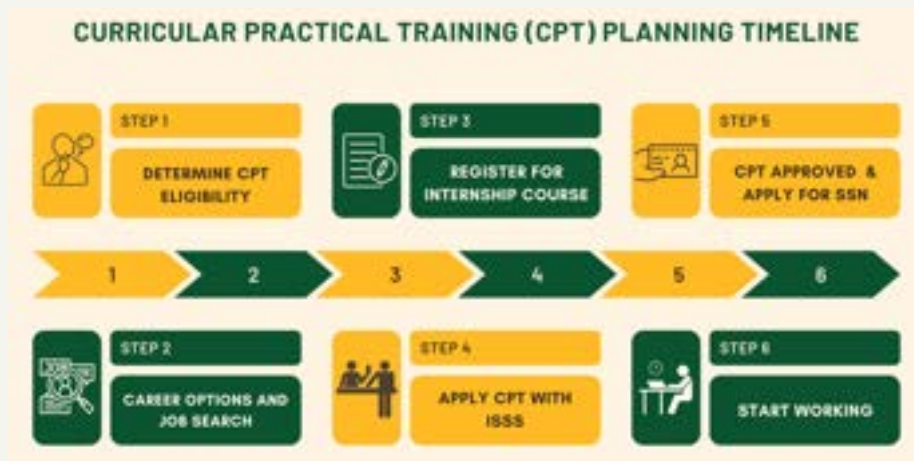 CURRICULAR PRACTICAL TRAINING (CPT) PLANNING TIMELINE
STEP 1
DETERMINE CPT
ELIGIBILITY
STEP 3
REGISTER FOR
INTERNSHIP COURSE
STEP 5
CPT APPROVED &
APPLY FOR SSN
1 2 3 4 5 6
STEP 2
CAREER OPTIONS AND
JOB SEARCH
STEP 4
APPLY CPT WITH
ISSS
STEP 6
START WORKING